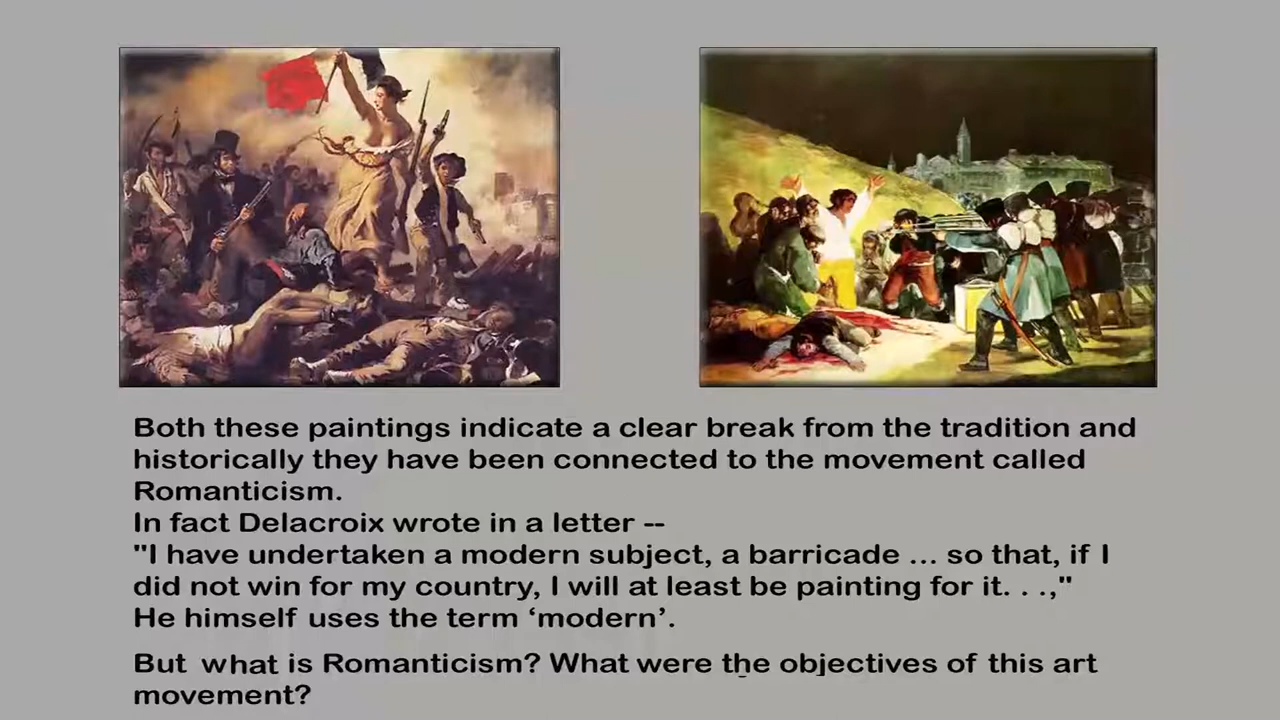 Both these paintings indicate a clear break from the tradition and
historically they have been connected to the movement called
Romanticism.
In fact Delacroix wrote in a letter --
"I have undertaken a modern subject, a barricade ... so that, if I
did not win for my country, I will at least be painting for it. . .,"
He himself uses the term ‘modern’.
But what is Romanticism? What were the objectives of this art
movement?